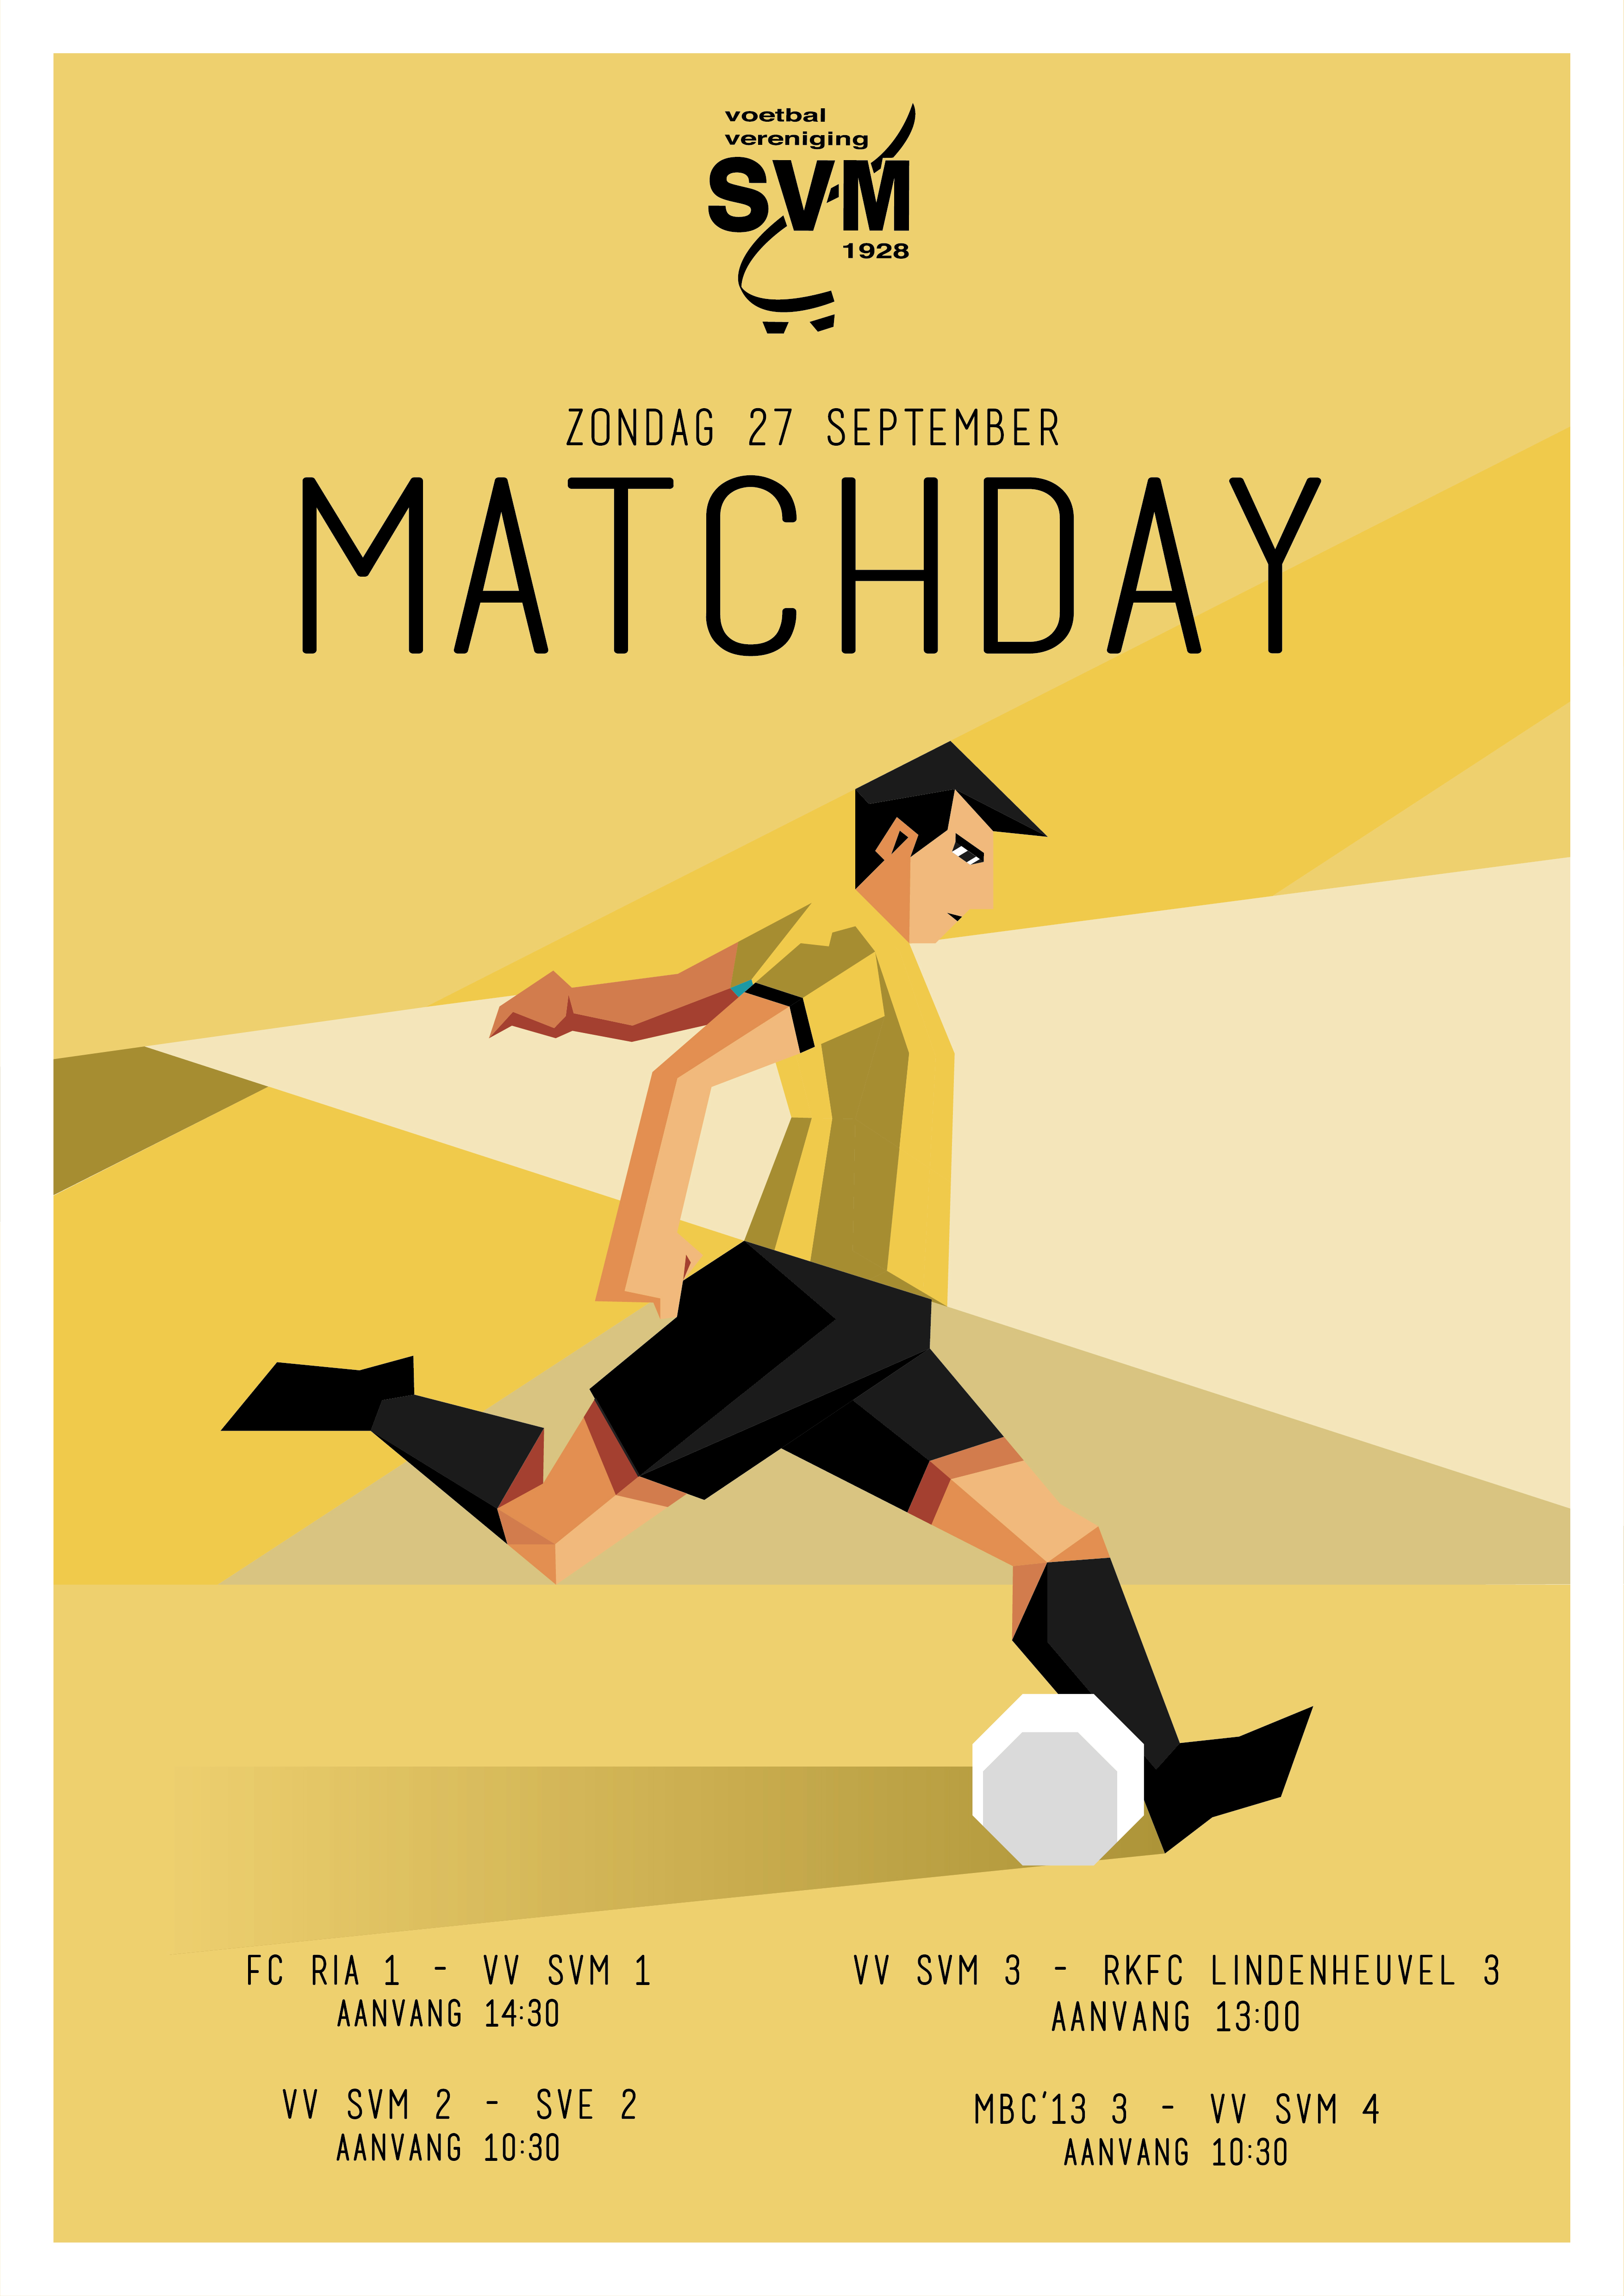 voetbal
vereniging
SVM
1928
ZONDAG 27 SEPTEMBER
MATCHDAY
FC RIA 1 - VV SVM 1
AANVANG 14:30
VV SVM 2 - SVE 2
AANVANG 10:30
VV SVM 3 - RKFC LINDENHEUVEL 3
AANVANG 13:00
MBC'13 3 - VV SVM 4
AANVANG 10:30